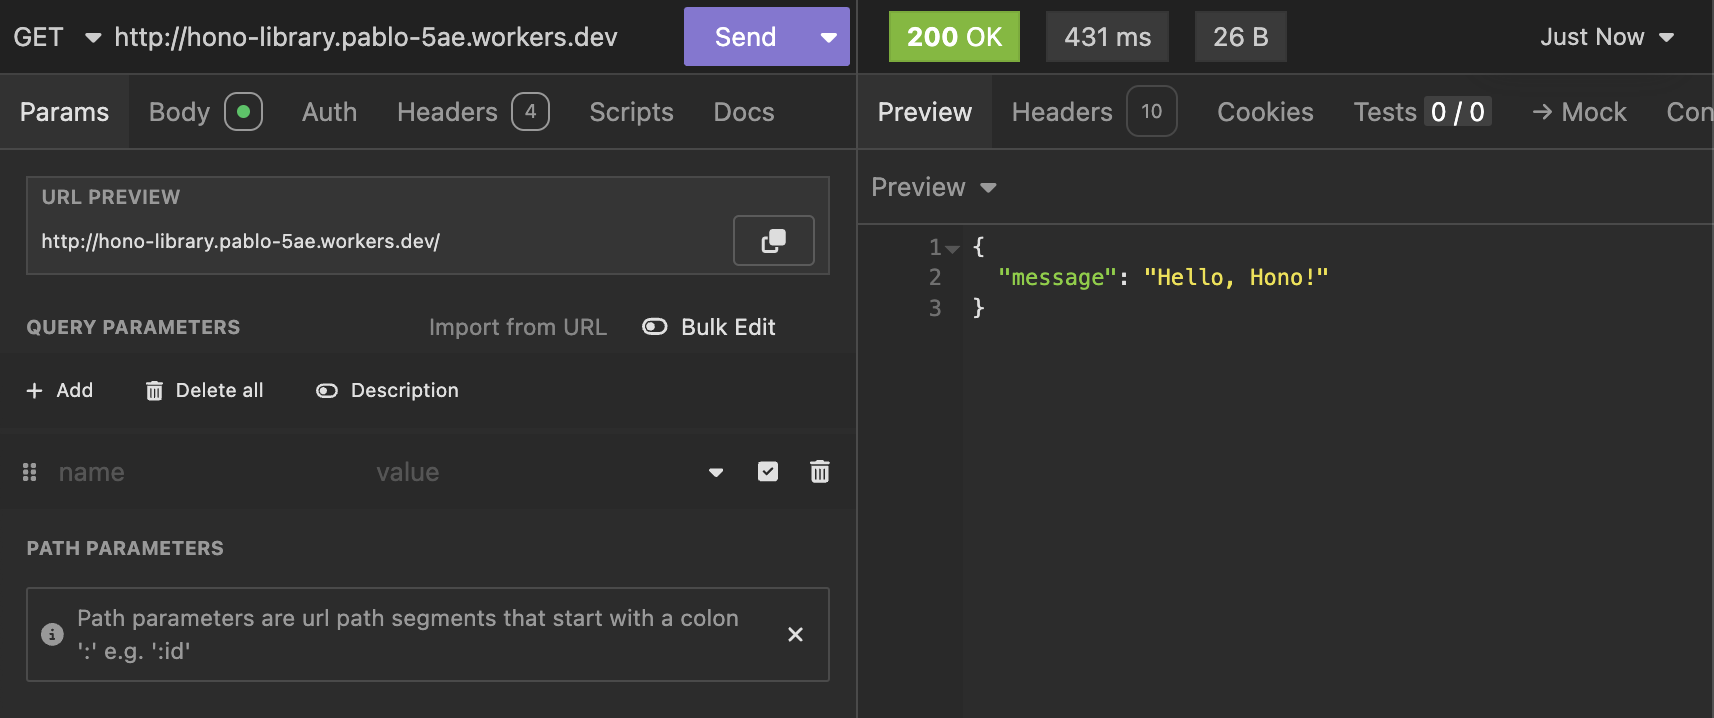 GET http://hono-library.pablo-5ae.workers.dev Send
200 OK 431 ms 26 B Just Now
Params Body Auth Headers 4 Scripts Docs
Preview Headers 10 Cookies Tests 0 / 0 → Mock Con
URL PREVIEW
http://hono-library.pablo-5ae.workers.dev/
QUERY PARAMETERS Import from URL Bulk Edit
+ Add Delete all Description
name value
PATH PARAMETERS
Path parameters are url path segments that start with a colon
':' e.g. ':id'
Preview
1 {
2 "message": "Hello, Hono!"
3 }